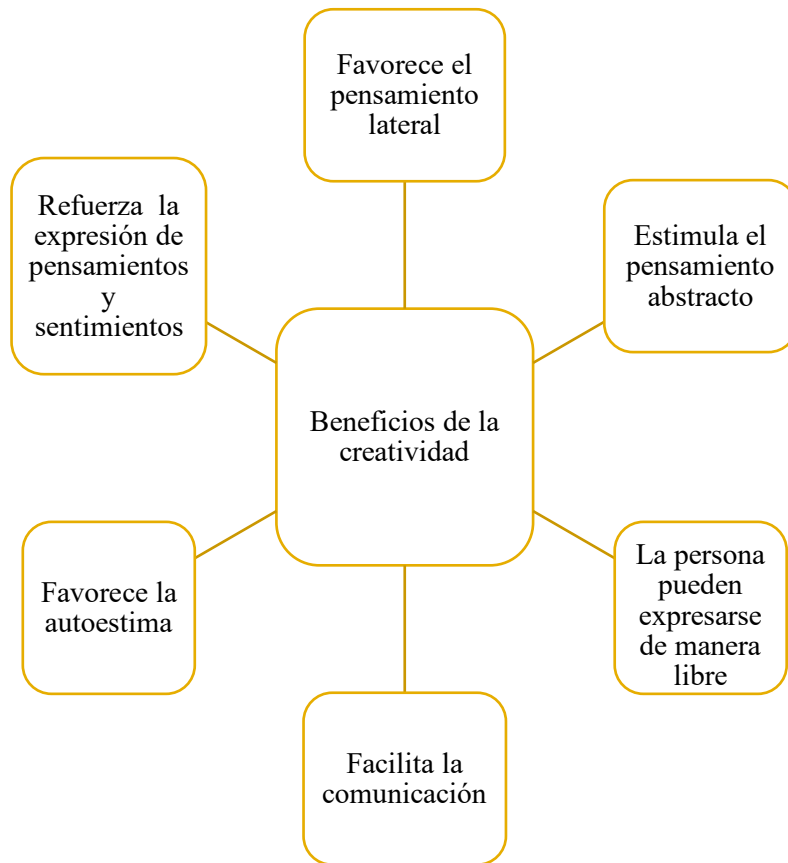 Favorece el
pensamiento
lateral
Refuerza  la
expresión de
pensamientos
y
sentimientos
Estimula el
pensamiento
abstracto
Beneficios de la
creatividad
Favorece la
autoestima
La persona
pueden
expresarse
de manera
libre
Facilita la
comunicación